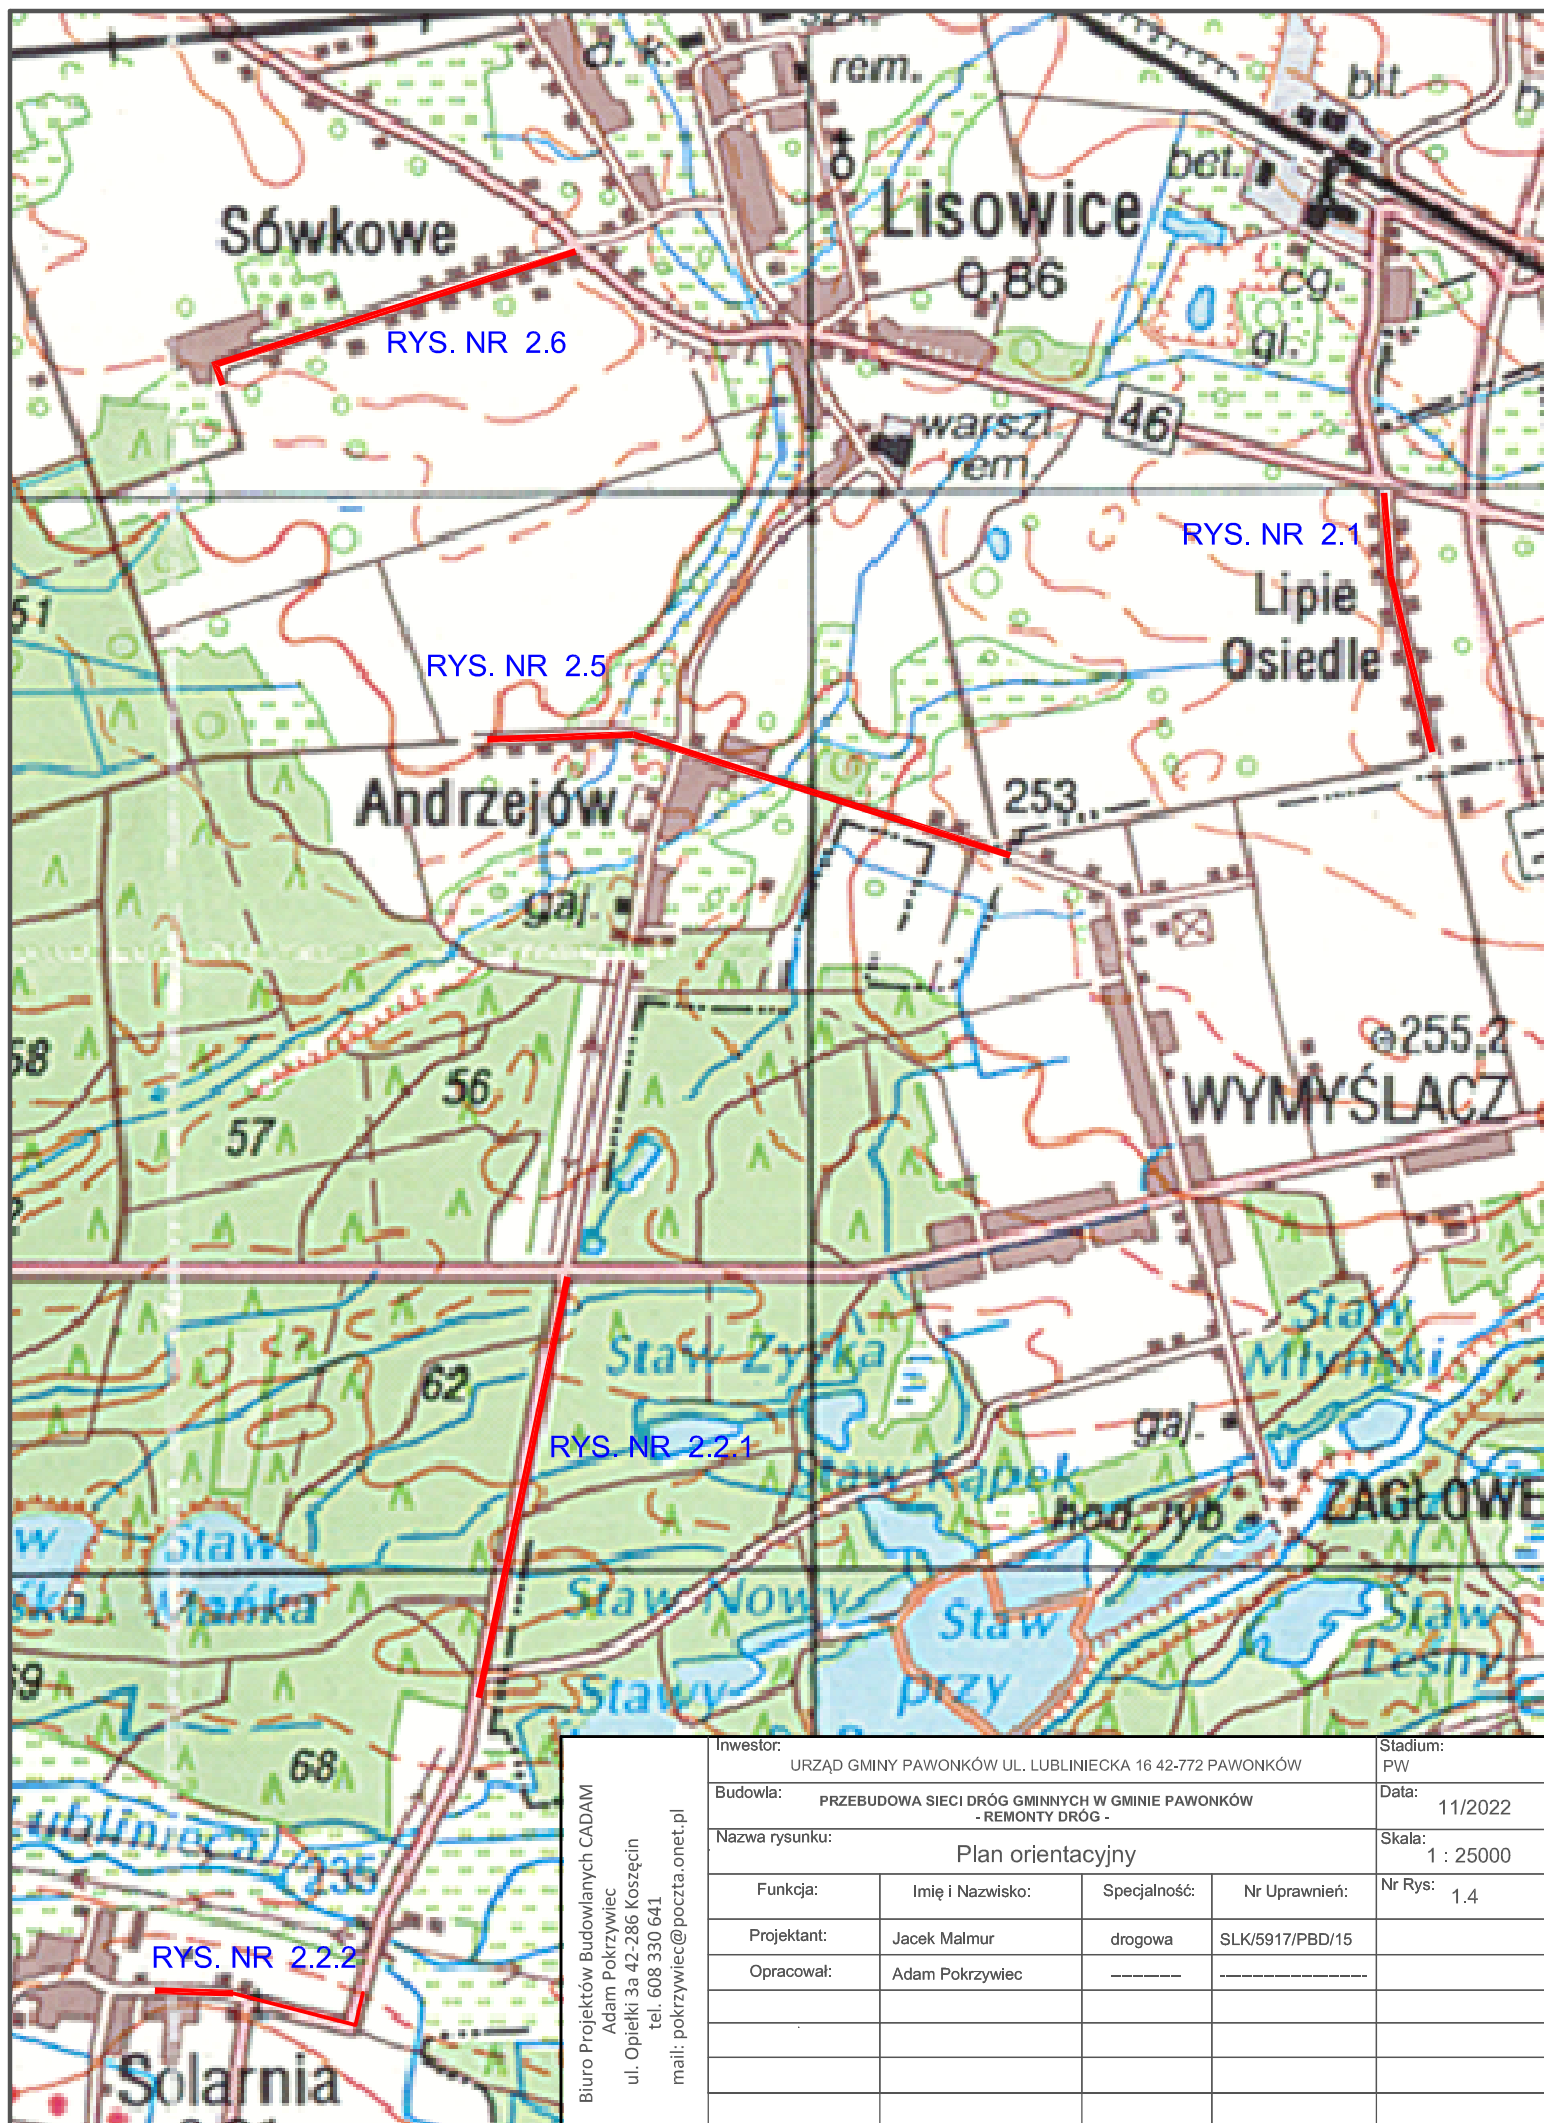 d. k.
rem.
bit.
bet.
Sówkowe
Lisowice
0,86
cg.
gl.
RYS. NR 2.6
46
warszt.
rem.
RYS. NR 2.1
51
Lipie
Osiedle
RYS. NR 2.5
Andrzejów
253
gaj.
255,2
58
56
WYMYŚLACZ
57
Staw
Młyński
Staw Zyska
62
gaj.
RYS. NR 2.2.1
Staw Kąpek
hod. ryb
ZAGŁOWE
Staw
Mańka
Staw Nowy
Staw
przy
Staw
Leśny
Stawy
69
68
Lublinieca
235
RYS. NR 2.2.2
Solarnia
Biuro Projektów Budowlanych CADAM
Adam Pokrzywiec
ul. Opiełki 3a 42-286 Koszęcin
tel. 608 330 641
mail: pokrzywiec@poczta.onet.pl
Inwestor:
URZĄD GMINY PAWONKÓW UL. LUBLINIECKA 16 42-772 PAWONKÓW
Stadium:
PW
Budowla:
PRZEBUDOWA SIECI DRÓG GMINNYCH W GMINIE PAWONKÓW
- REMONTY DRÓG -
Data:
11/2022
Nazwa rysunku:
Plan orientacyjny
Skala:
1 : 25000
Funkcja: Imię i Nazwisko: Specjalność: Nr Uprawnień:
Nr Rys:
1.4
Projektant: Jacek Malmur drogowa SLK/5917/PBD/15
Opracował: Adam Pokrzywiec